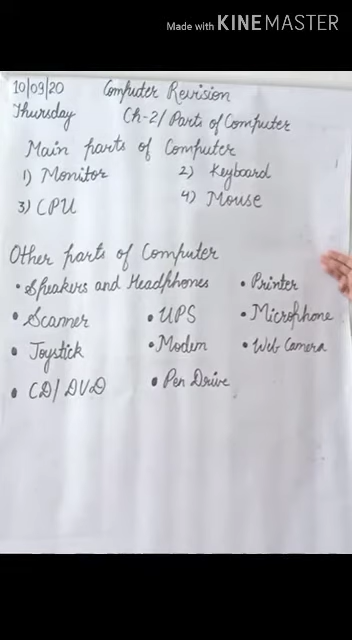 Made with KINEMASTER
10/09/20 Computer Revision
Thursday Ch-2/Parts of Computer
Main parts of Computer
1) Monitor 2) Keyboard
3) CPU 4) Mouse
Other parts of Computer
• Speakers and Headphones • Printer
• Scanner • UPS • Microphone
• Joystick • Modem • Web Camera
• CD/DVD • Pen Drive